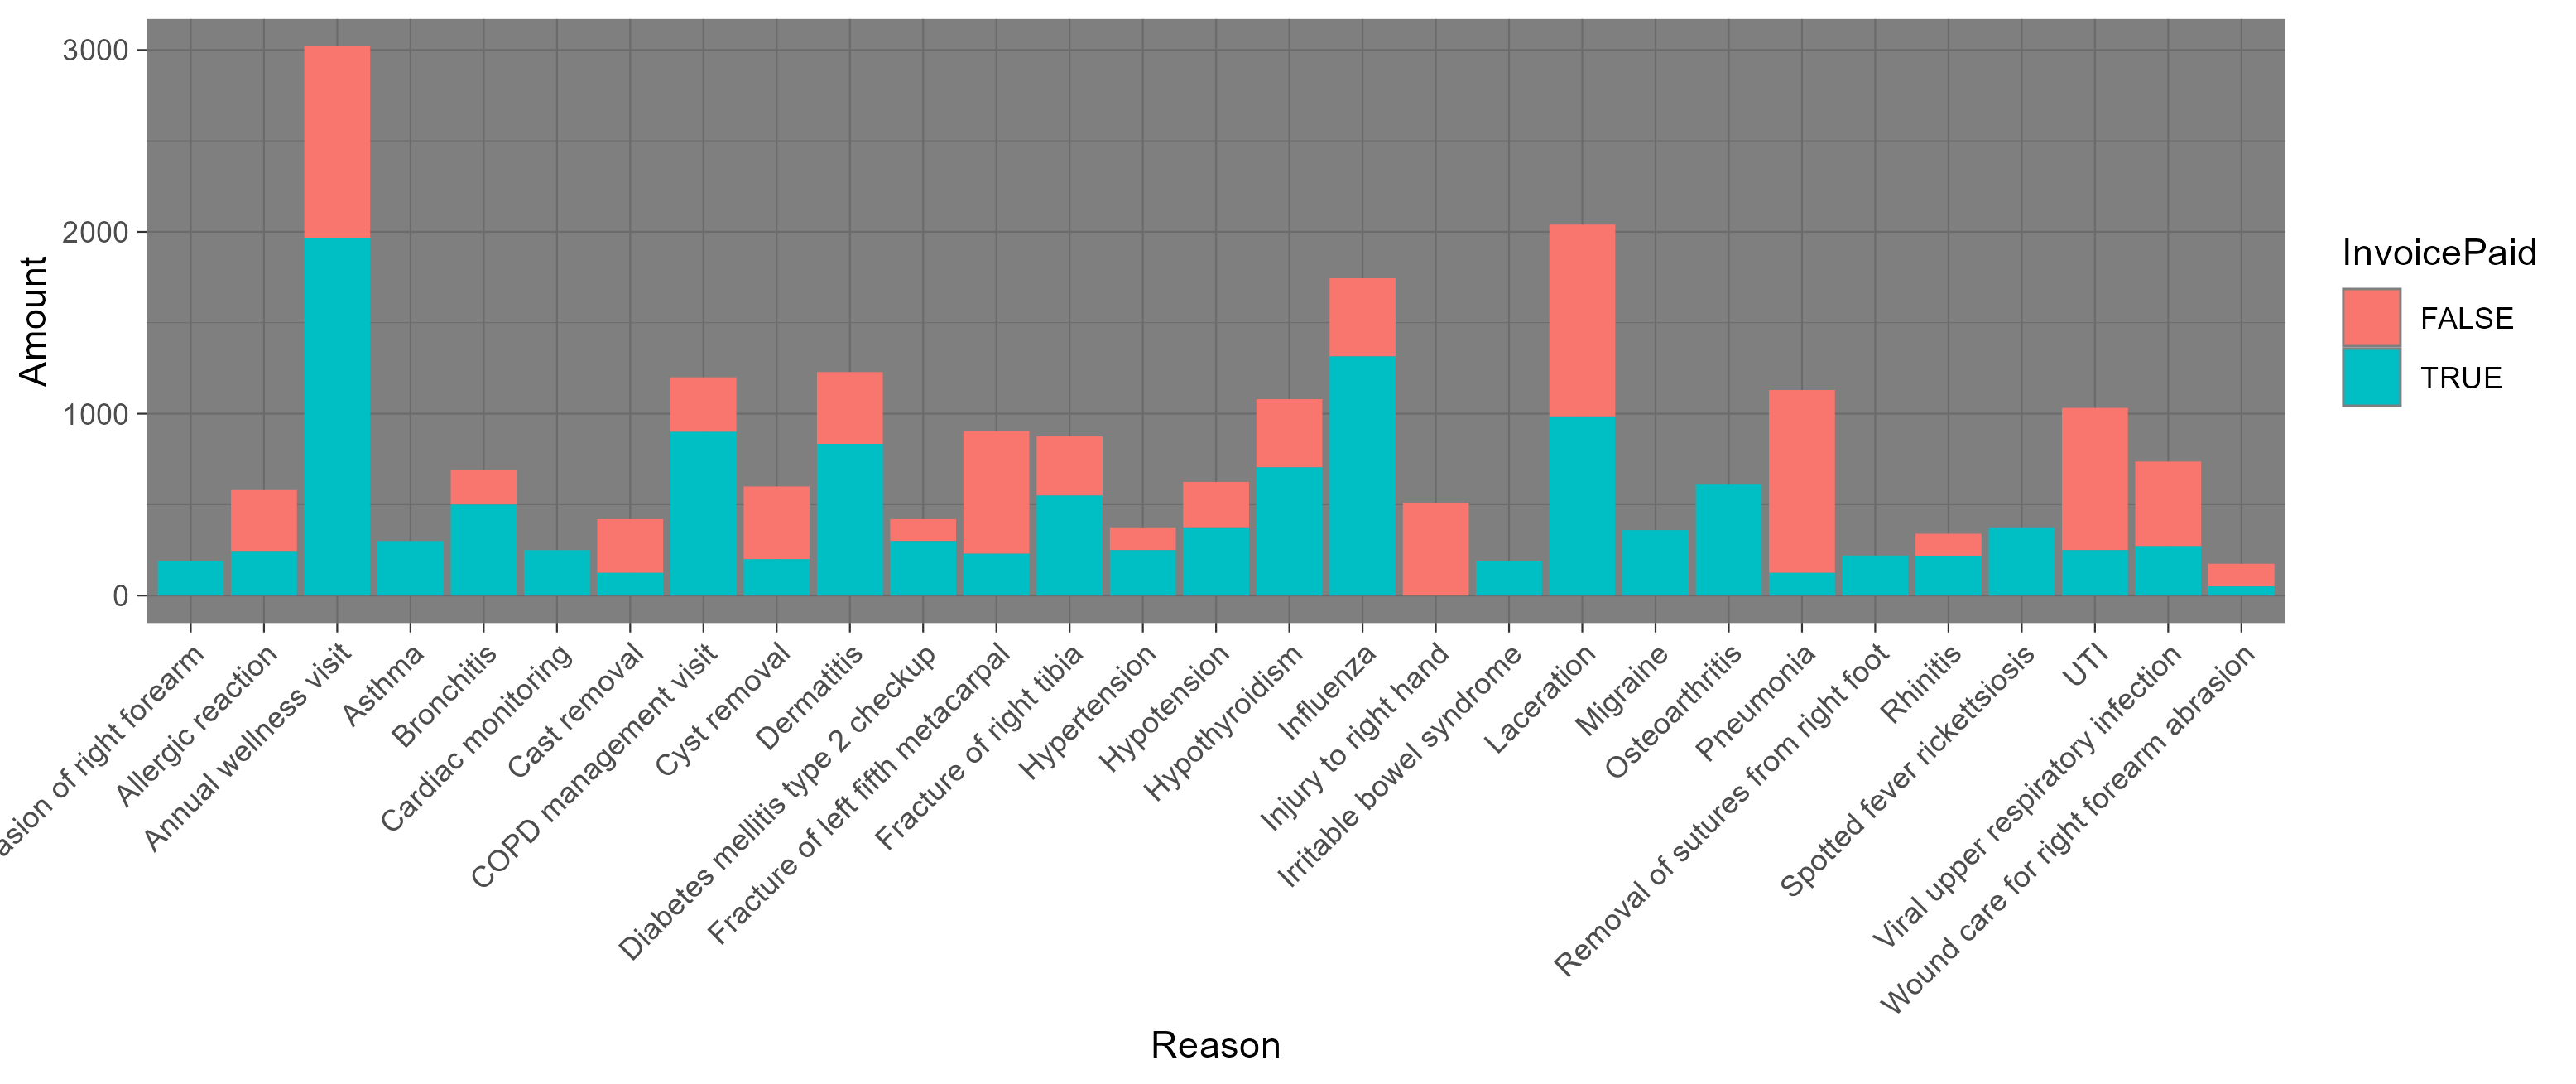 3000
2000
1000
0
Amount
of right forearm
Allergic reaction
Annual wellness visit
Asthma
Bronchitis
Cardiac monitoring
Cast removal
COPD management visit
Cyst removal
Dermatitis
Diabetes mellitis type 2 checkup
Fracture of left fifth metacarpal
Fracture of right tibia
Hypertension
Hypotension
Hypothyroidism
Influenza
Injury to right hand
Irritable bowel syndrome
Laceration
Migraine
Osteoarthritis
Pneumonia
Removal of sutures from right foot
Rhinitis
Spotted fever rickettsiosis
UTI
Viral upper respiratory infection
Wound care for right forearm abrasion
Reason
InvoicePaid
FALSE
TRUE